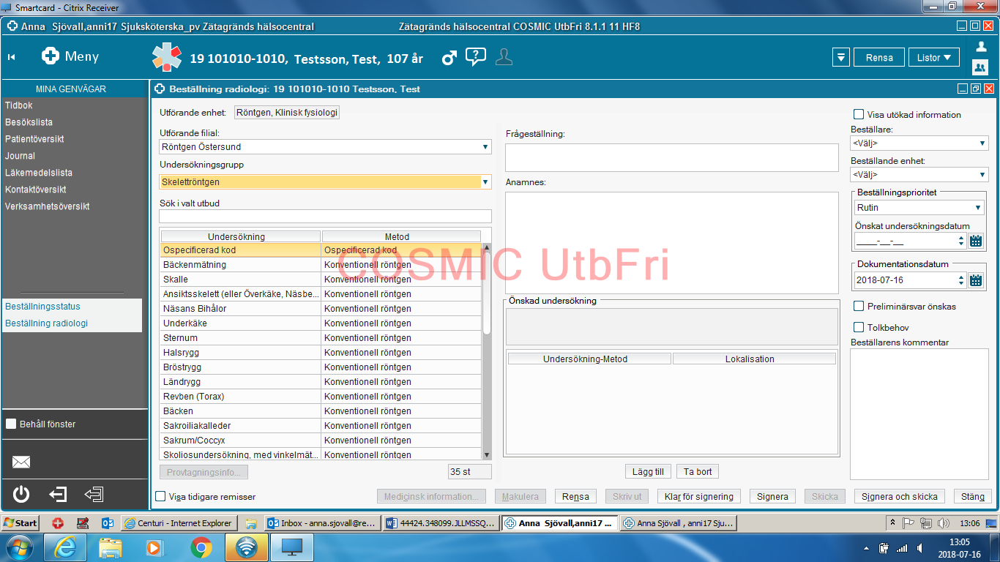 Smartcard - Citrix Receiver
Anna Sjövall,anni17 Sjuksköterska_pv Zätagränds hälsocentral
Zätagränds hälsocentral COSMIC UtbFri 8.1.1 11 HF8
Meny
19 101010-1010, Testsson, Test, 107 år
Rensa
Listor
MINA GENVÄGAR
Tidbok
Besökslista
Patientöversikt
Journal
Läkemedelslista
Kontaktöversikt
Verksamhetsöversikt
Beställningsstatus
Beställning radiologi
Behåll fönster
Beställning radiologi: 19 101010-1010 Testsson, Test
Utförande enhet: Röntgen, Klinisk fysiologi
Utförande filial:
Röntgen Östersund
Undersökningsgrupp
Skelettröntgen
Sök i valt utbud
Undersökning Metod
Ospecificerad kod Ospecificerad kod
Bäckenmätning Konventionell röntgen
Skalle Konventionell röntgen
Ansiktsskelett (eller Överkäke, Näsbe... Konventionell röntgen
Näsans Bihålor Konventionell röntgen
Underkäke Konventionell röntgen
Sternum Konventionell röntgen
Halsrygg Konventionell röntgen
Bröstrygg Konventionell röntgen
Ländrygg Konventionell röntgen
Revben (Torax) Konventionell röntgen
Bäcken Konventionell röntgen
Sakroiliakalleder Konventionell röntgen
Sakrum/Coccyx Konventionell röntgen
Skoliosundersökning, med vinkelmät... Konventionell röntgen
Provtagningsinfo...
35 st
Frågeställning:
Anamnes:
COSMIC UtbFri
Önskad undersökning
Undersökning-Metod Lokalisation
Lägg till
Ta bort
Visa utökad information
Beställare:
<Välj>
Beställande enhet:
<Välj>
Beställningsprioritet
Rutin
Önskat undersökningsdatum
____-__-__
Dokumentationsdatum
2018-07-16
Preliminärsvar önskas
Tolkbehov
Beställarens kommentar
Visa tidigare remisser
Medicinsk information...
Makulera
Rensa
Skriv ut
Klar för signering
Signera
Skicka
Signera och skicka
Stäng
Start
Centuri - Internet Explorer
Inbox - anna.sjovall@re...
44424.348099.JLLMSSQ...
Anna Sjövall,anni17 ...
Anna Sjövall , anni17 Sju...
13:06
13:05
2018-07-16